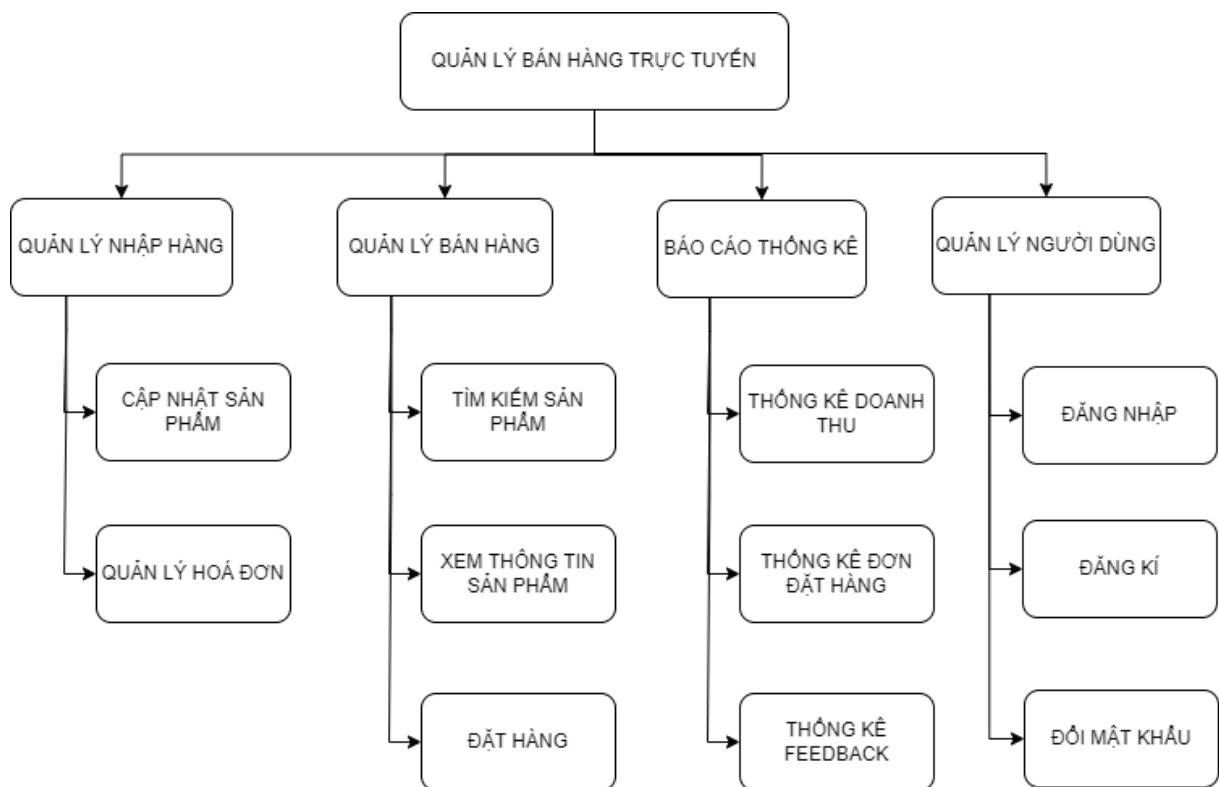 QUẢN LÝ BÁN HÀNG TRỰC TUYẾN
QUẢN LÝ NHẬP HÀNG
QUẢN LÝ BÁN HÀNG
BÁO CÁO THỐNG KÊ
QUẢN LÝ NGƯỜI DÙNG
CẬP NHẬT SẢN
PHẨM
TÌM KIẾM SẢN
PHẨM
THỐNG KÊ DOANH
THU
ĐĂNG NHẬP
QUẢN LÝ HOÁ ĐƠN
XEM THÔNG TIN
SẢN PHẨM
THỐNG KÊ ĐƠN
ĐẶT HÀNG
ĐĂNG KÍ
ĐẶT HÀNG
THỐNG KÊ
FEEDBACK
ĐỔI MẬT KHẨU